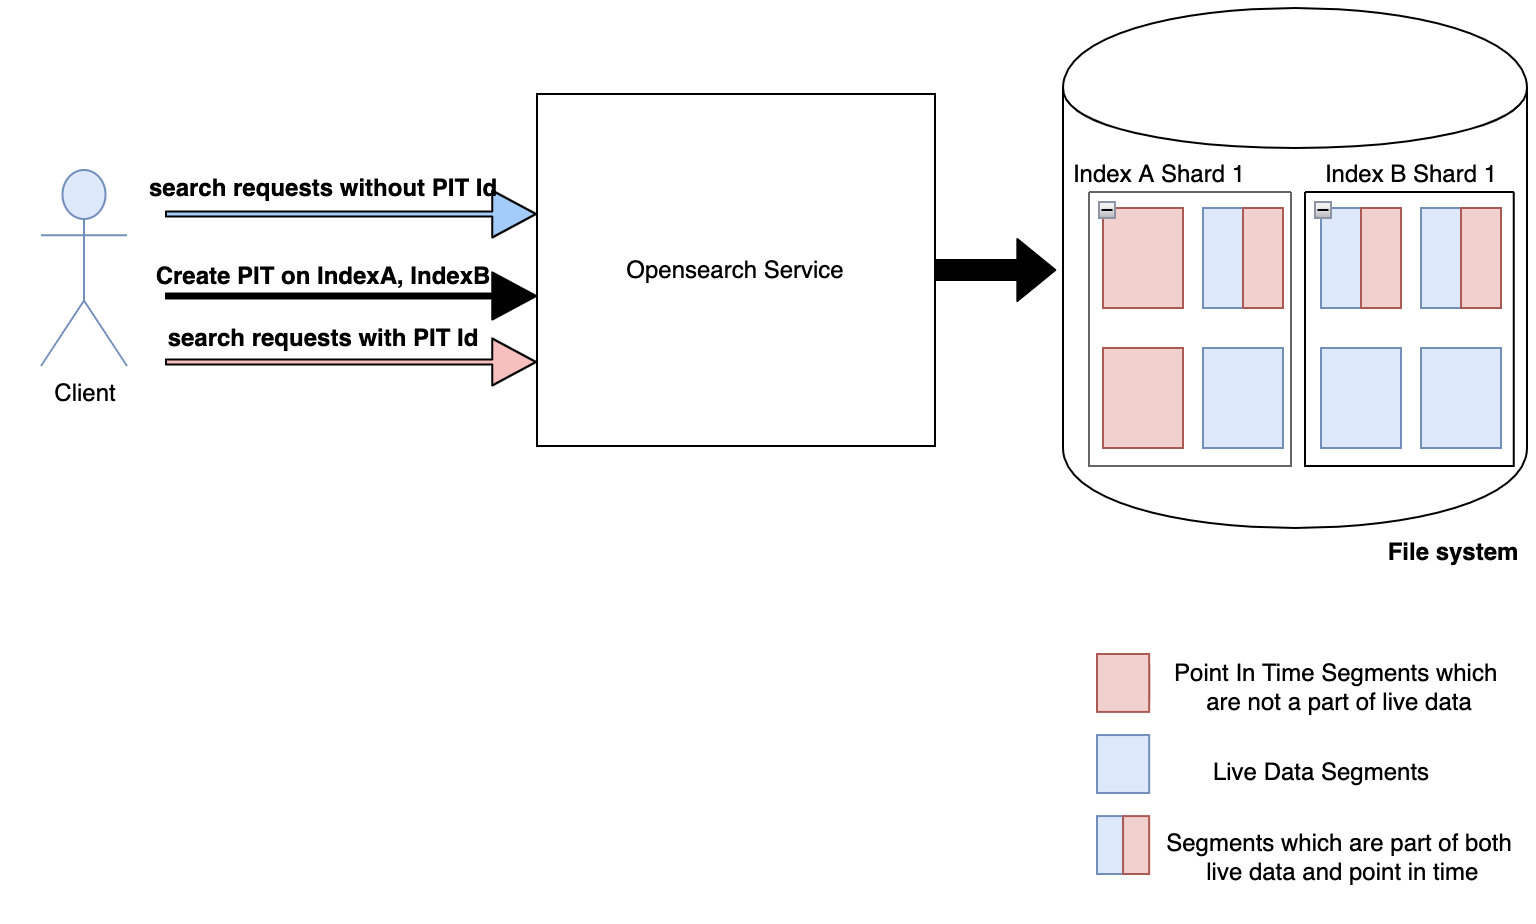 search requests without PIT Id
Create PIT on IndexA, IndexB
search requests with PIT Id
Client
Opensearch Service
Index A Shard 1
Index B Shard 1
File system
Point In Time Segments which
are not a part of live data
Live Data Segments
Segments which are part of both
live data and point in time